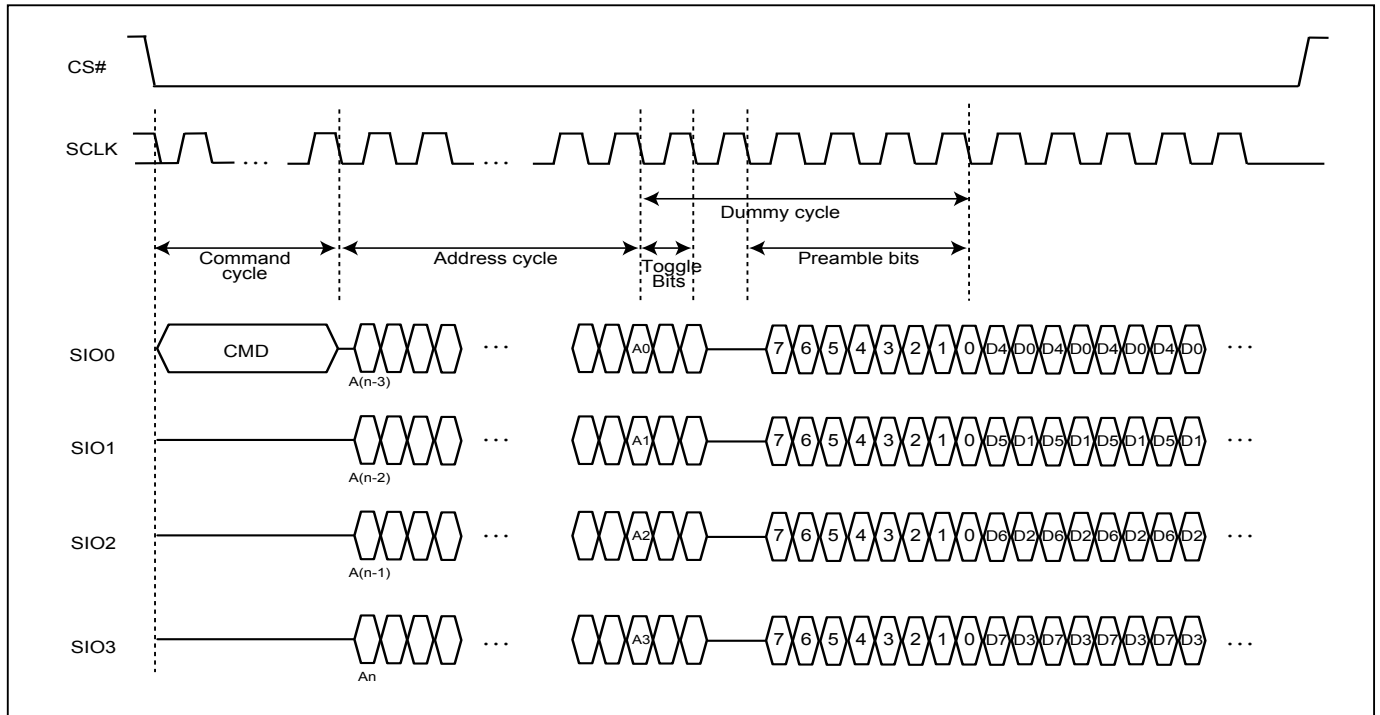 CS#
SCLK
... ...
Dummy cycle
Command
cycle
Address cycle
Toggle
Bits
Preamble bits
SIO0 CMD ... A0 7 6 5 4 3 2 1 0 D4 D0 D4 D0 D4 D0 D4 D0 ...
A(n-3)
SIO1 ... A1 7 6 5 4 3 2 1 0 D5 D1 D5 D1 D5 D1 D5 D1 ...
A(n-2)
SIO2 ... A2 7 6 5 4 3 2 1 0 D6 D2 D6 D2 D6 D2 D6 D2 ...
A(n-1)
SIO3 ... A3 7 6 5 4 3 2 1 0 D7 D3 D7 D3 D7 D3 D7 D3 ...
An